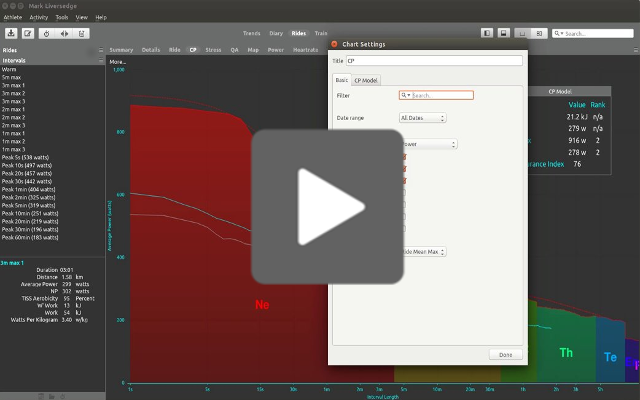 Mark Liversedge
Athlete Activity Tools View Help
Trends Diary Rides Train
Search...
Rides
Summary Details Ride CP Stress QA Map Power Heartrate
Intervals
More...
Warm
5m max
3m max 1
3m max 2
2m max 1
2m max 2
2m max 3
1m max 1
1m max 2
1m max 3
Peak 5s (538 watts)
Peak 10s (497 watts)
Peak 20s (457 watts)
Peak 30s (442 watts)
Peak 1min (404 watts)
Peak 2min (325 watts)
Peak 5min (319 watts)
Peak 10min (251 watts)
Peak 20min (219 watts)
Peak 30min (196 watts)
Peak 60min (183 watts)
3m max 1
Duration 03:01
Distance 1.58 km
Average Power 299 watts
NP 302 watts
TISS Aerobicity 95 Percent
W' Work 13 kJ
Work 54 kJ
Watts Per Kilogram 3.40 w/kg
1,000
800
600
400
200
0
Average Power (watts)
Ne
Th
Te
1s 5s 15s 30s 1m 2m 3m 5m 10m 20m 30m 1h 2h 3h 5h
Interval Length
Chart Settings
Title CP
Basic CP Model
Filter Search...
Date range All Dates
Power
Ride Mean Max
Done
CP Model
Value Rank
21.2 kJ n/a
279 w n/a
916 w 2
278 w 2
Endurance Index 76